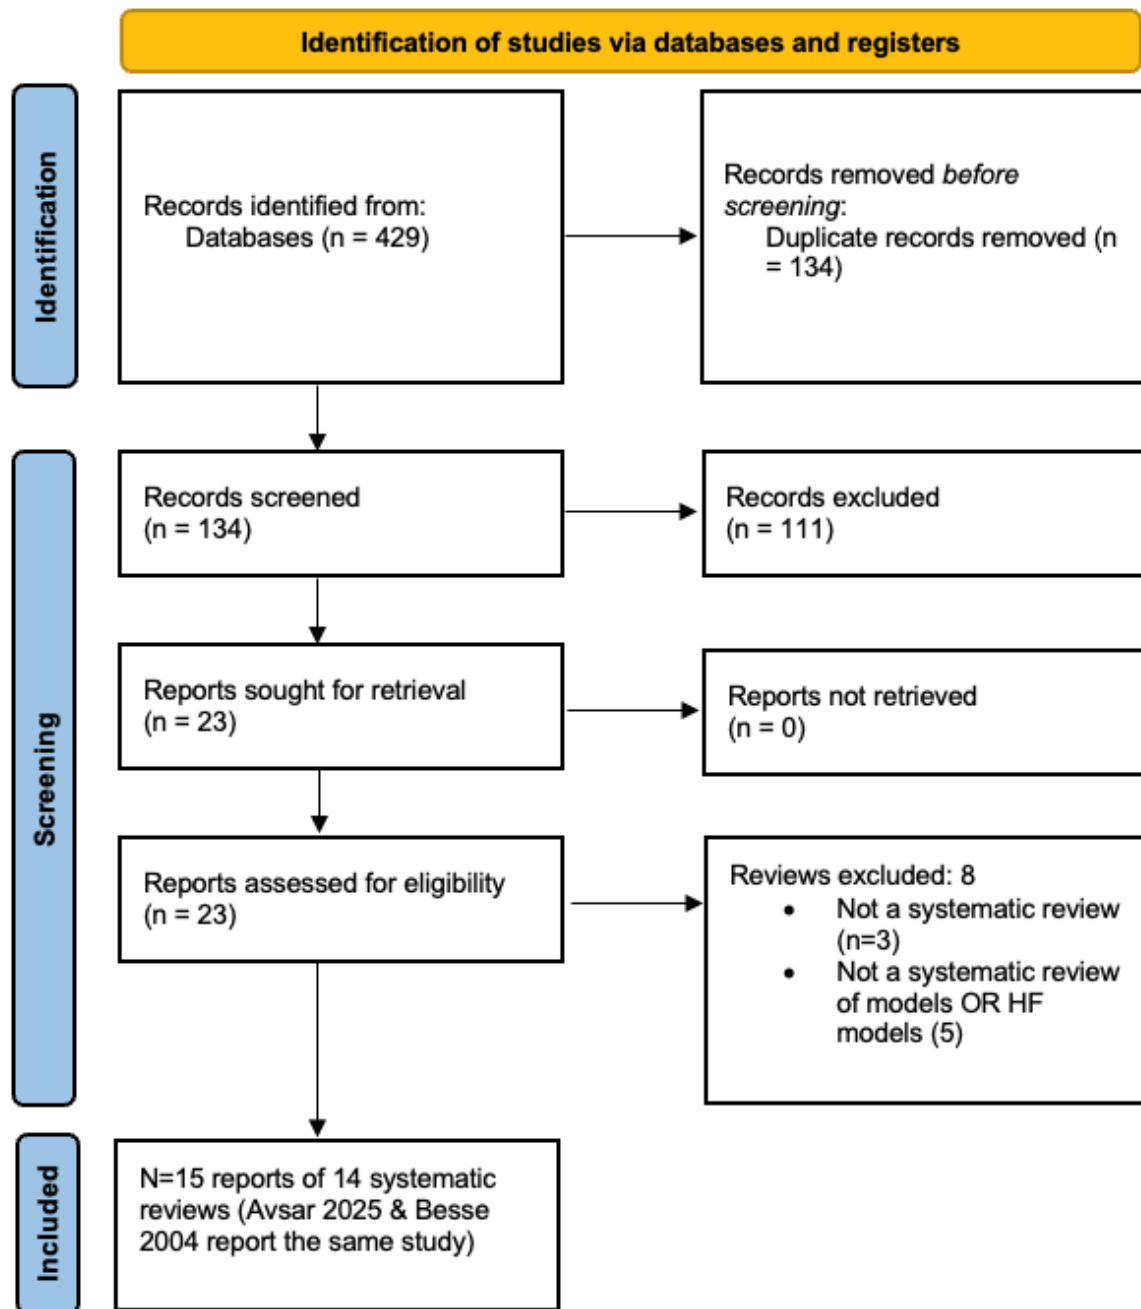 Identification of studies via databases and registers
Identification
Records identified from:
Databases (n = 429)
Records removed before
screening:
Duplicate records removed (n
= 134)
Screening
Records screened
(n = 134)
Records excluded
(n = 111)
Reports sought for retrieval
(n = 23)
Reports not retrieved
(n = 0)
Reports assessed for eligibility
(n = 23)
Reviews excluded: 8
• Not a systematic review
(n=3)
• Not a systematic review
of models OR HF
models (5)
Included
N=15 reports of 14 systematic
reviews (Avsar 2025 & Besse
2004 report the same study)